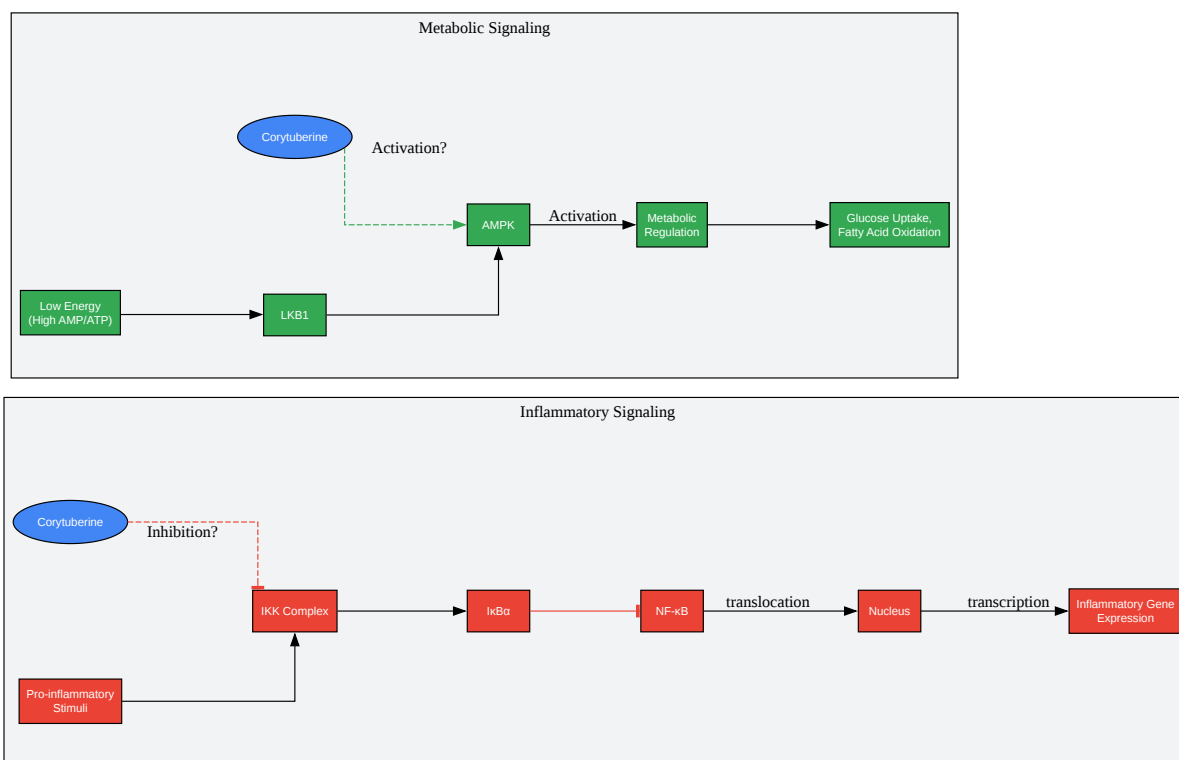 Metabolic Signaling
Corytuberine
Activation?
AMPK
Activation
Metabolic
Regulation
Glucose Uptake,
Fatty Acid Oxidation
Low Energy
(High AMP/ATP)
LKB1
Inflammatory Signaling
Corytuberine
Inhibition?
IKK Complex
IκBα
NF-κB
translocation
Nucleus
transcription
Inflammatory Gene
Expression
Pro-inflammatory
Stimuli